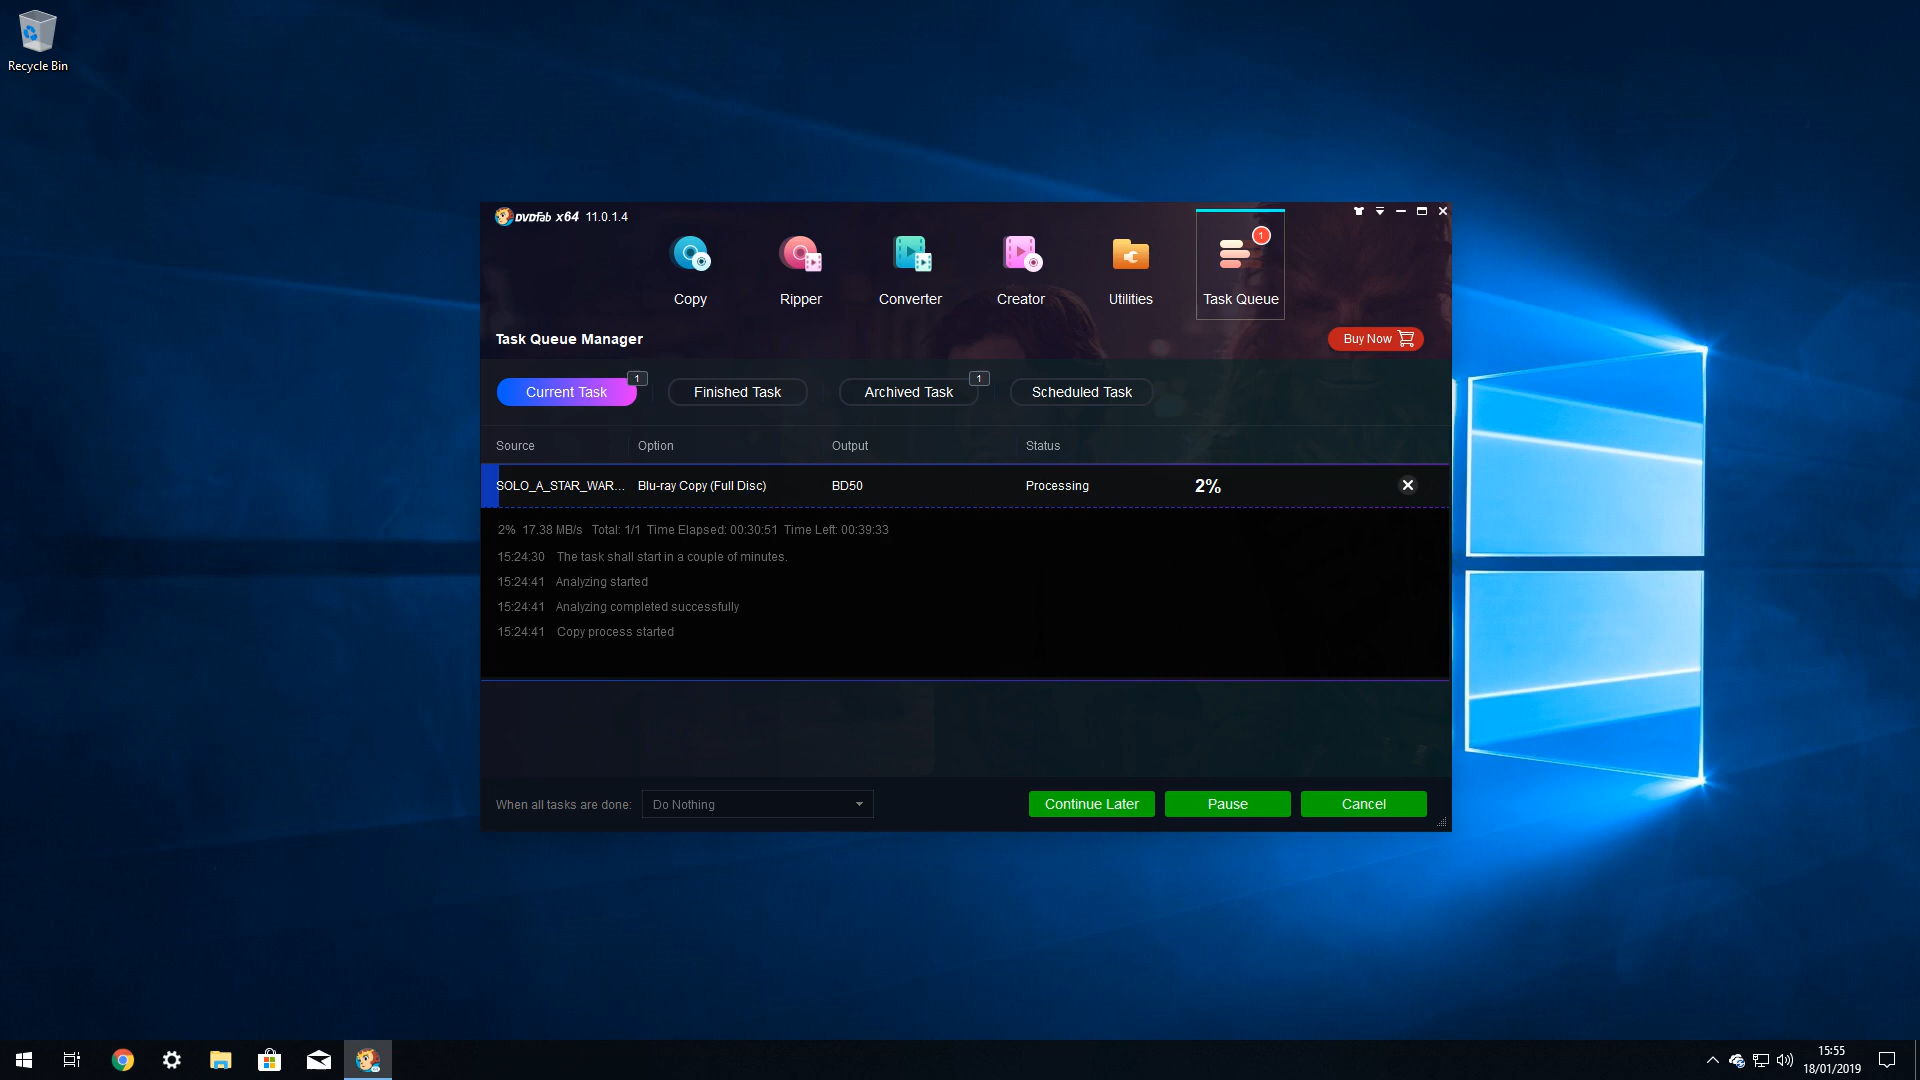 Recycle Bin
DVDFab x64 11.0.1.4
1
Copy
Ripper
Converter
Creator
Utilities
Task Queue
Task Queue Manager
Buy Now
Current Task
1
Finished Task
Archived Task
1
Scheduled Task
Source Option Output Status
SOLO_A_STAR_WAR... Blu-ray Copy (Full Disc) BD50 Processing 2%
2% 17.38 MB/s Total: 1/1 Time Elapsed: 00:30:51 Time Left: 00:39:33
15:24:30 The task shall start in a couple of minutes.
15:24:41 Analyzing started
15:24:41 Analyzing completed successfully
15:24:41 Copy process started
When all tasks are done: Do Nothing
Continue Later
Pause
Cancel
15:55
18/01/2019